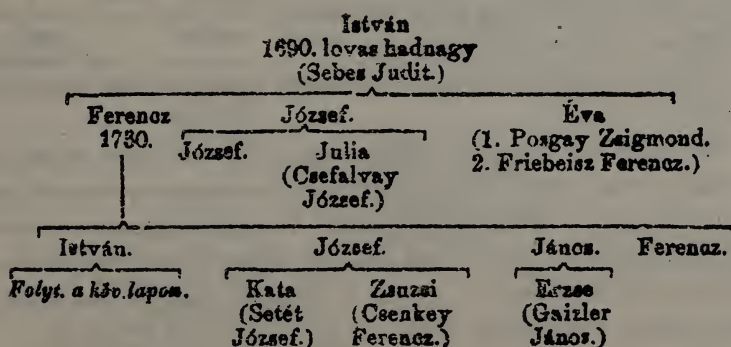 István
1690. lovas hadnagy
(Sebes Judit.)
Ferencz József. Éva
1730. József. Julia (1. Posgay Zsigmond.
(Csefalvay 2. Friebeisz Ferencz.)
József.)
István. József. János. Ferencz.
Folyt. a köv. lapon. Kata Zsuzsi Erzse
(Setét (Csenkey (Gaizler
József.) Ferencz.) János.)